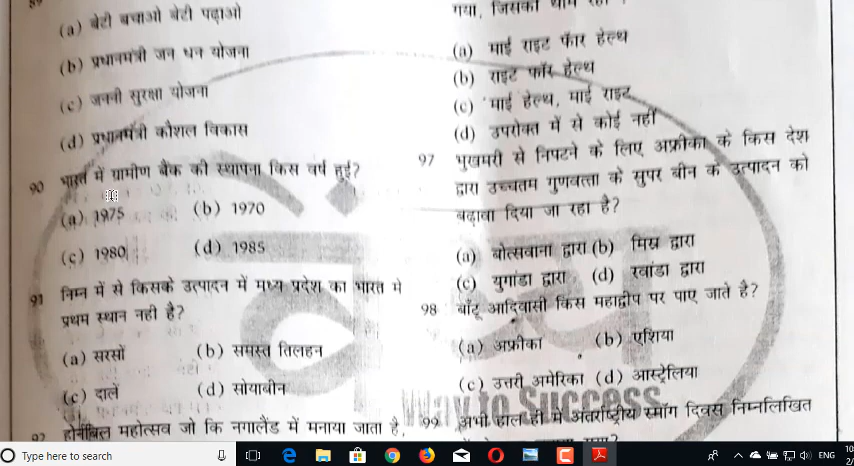 89
(a) बेटी बचाओ बेटी पढ़ाओ
(b) प्रधानमंत्री जन धन योजना
(c) जननी सुरक्षा योजना
(d) प्रधानमंत्री कौशल विकास
90 भारत में ग्रामीण बैंक की स्थापना किस वर्ष हुई?
(a) 1975 (b) 1970
(c) 1980 (d) 1985
91 निम्न में से किसके उत्पादन में मध्य प्रदेश का भारत मे
प्रथम स्थान नही है?
(a) सरसों (b) समस्त तिलहन
(c) दालें (d) सोयाबीन
92 होर्नबिल महोत्सव जो कि नगालैंड में मनाया जाता है,
गया, जिसकी थीम
(a) माई राइट फॅार हेल्थ
(b) राइट फॉर हेल्थ
(c) माई हेल्थ, माई राइट
(d) उपरोक्त में से कोई नहीं
97 भुखमरी से निपटने के लिए अफ्रीका के किस देश
द्वारा उच्चतम गुणवत्ता के सुपर बीन के उत्पादन को
बढ़ावा दिया जा रहा है?
(a) बोत्सवाना द्वारा (b) मिस्र द्वारा
(c) युगांडा द्वारा (d) रवांडा द्वारा
98 बाँटू आदिवासी किस महाद्वीप पर पाए जाते है?
(a) अफ्रीका (b) एशिया
(c) उत्तरी अमेरिका (d) आस्ट्रेलिया
Way to Success
99 अभी हाल ही मे अंतर्राष्ट्रीय स्मॉग दिवस निम्नलिखित
Type here to search
ENG
10
2/